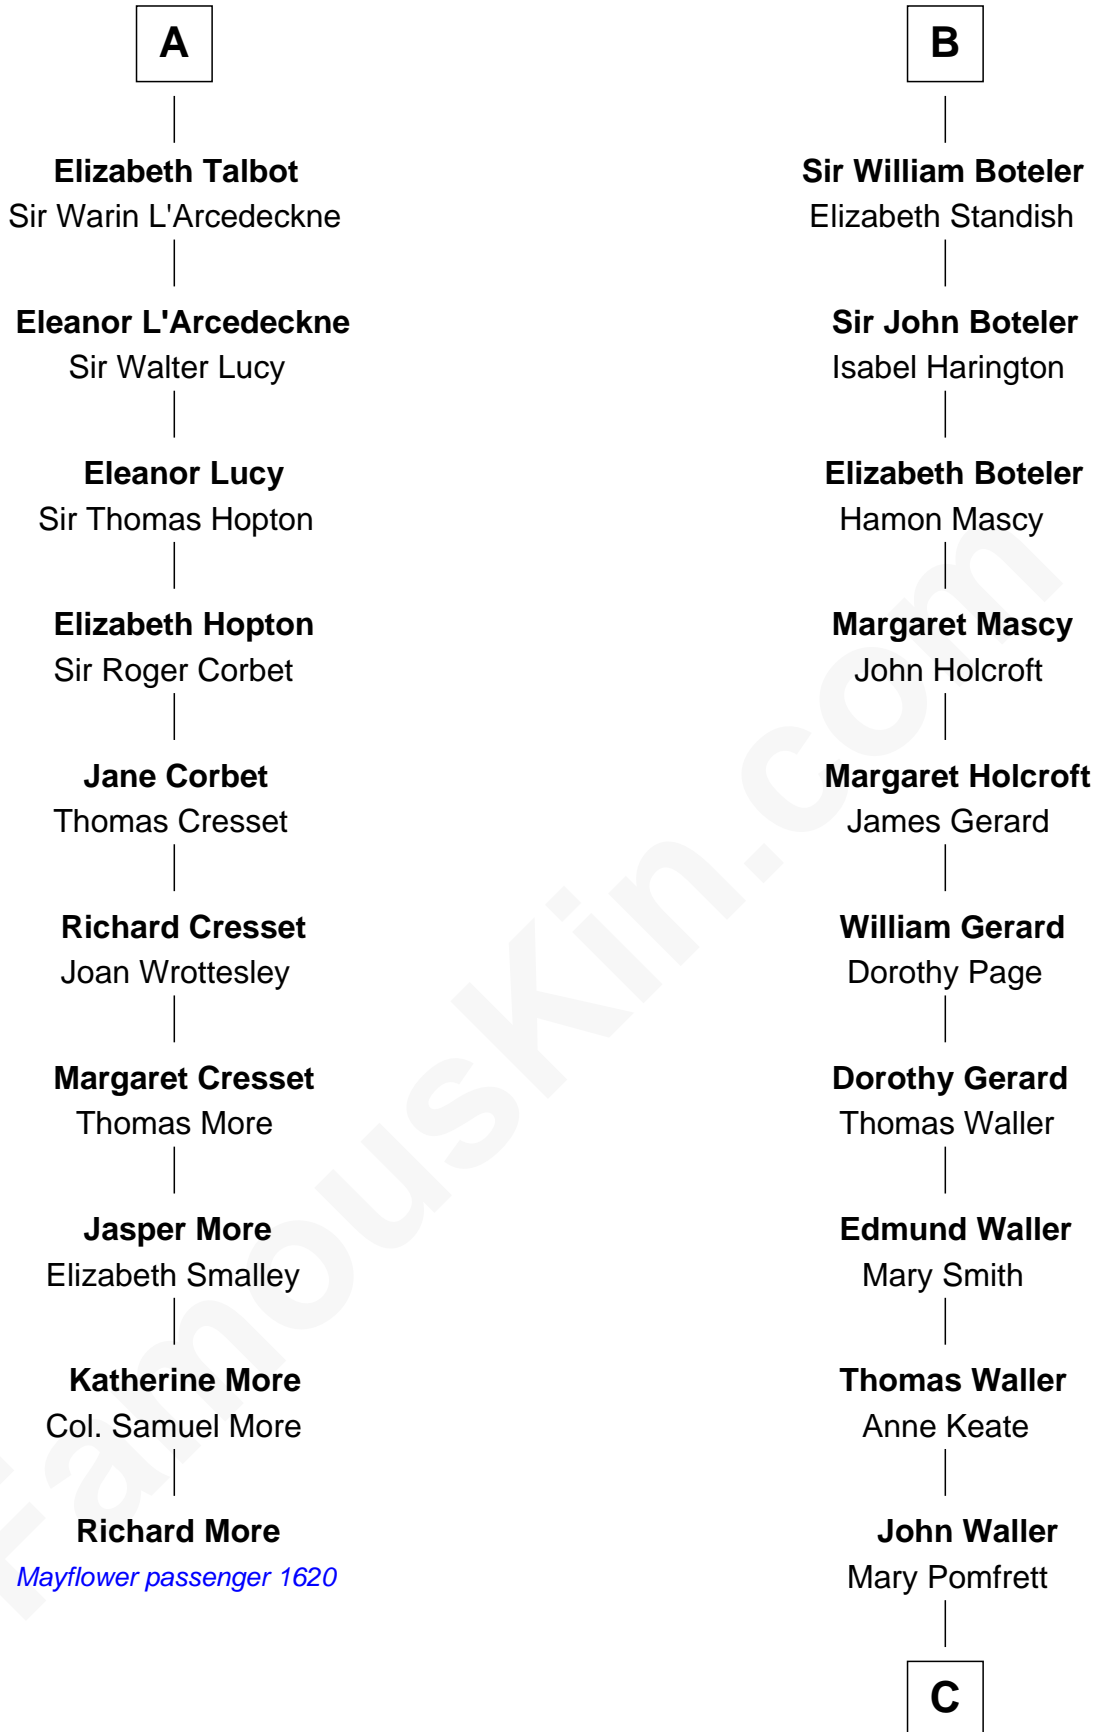 A
Elizabeth Talbot
Sir Warin L'Arcedeckne
Eleanor L'Arcedeckne
Sir Walter Lucy
Eleanor Lucy
Sir Thomas Hopton
Elizabeth Hopton
Sir Roger Corbet
Jane Corbet
Thomas Cresset
Richard Cresset
Joan Wrottesley
Margaret Cresset
Thomas More
Jasper More
Elizabeth Smalley
Katherine More
Col. Samuel More
Richard More
Mayflower passenger 1620
B
Sir William Boteler
Elizabeth Standish
Sir John Boteler
Isabel Harington
Elizabeth Boteler
Hamon Mascy
Margaret Mascy
John Holcroft
Margaret Holcroft
James Gerard
William Gerard
Dorothy Page
Dorothy Gerard
Thomas Waller
Edmund Waller
Mary Smith
Thomas Waller
Anne Keate
John Waller
Mary Pomfrett
C
FamousKin.com